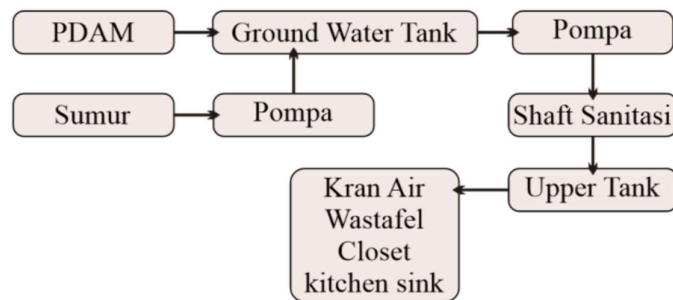 PDAM
Ground Water Tank
Pompa
Sumur
Pompa
Shaft Sanitasi
Upper Tank
Kran Air
Wastafel
Closet
kitchen sink